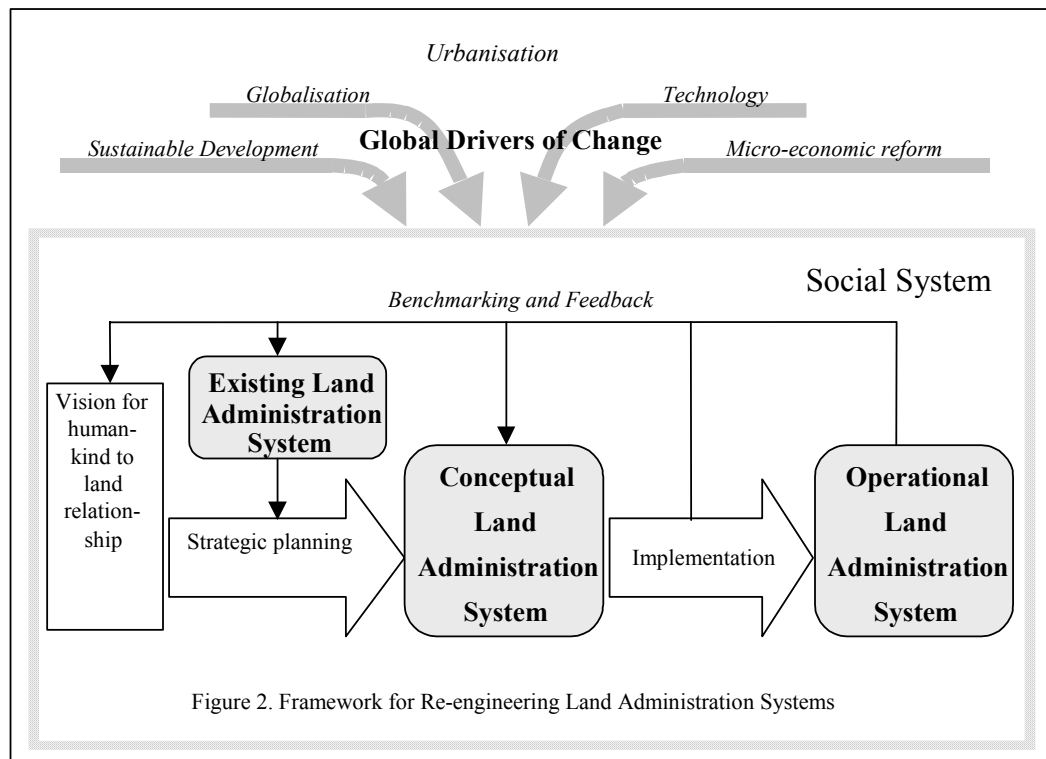 Urbanisation
Globalisation
Technology
Global Drivers of Change
Sustainable Development
Micro-economic reform
Social System
Benchmarking and Feedback
Vision for
human-
kind to
land
relation-
ship
Existing Land
Administration
System
Strategic planning
Conceptual
Land
Administration
System
Implementation
Operational
Land
Administration
System
Figure 2. Framework for Re-engineering Land Administration Systems